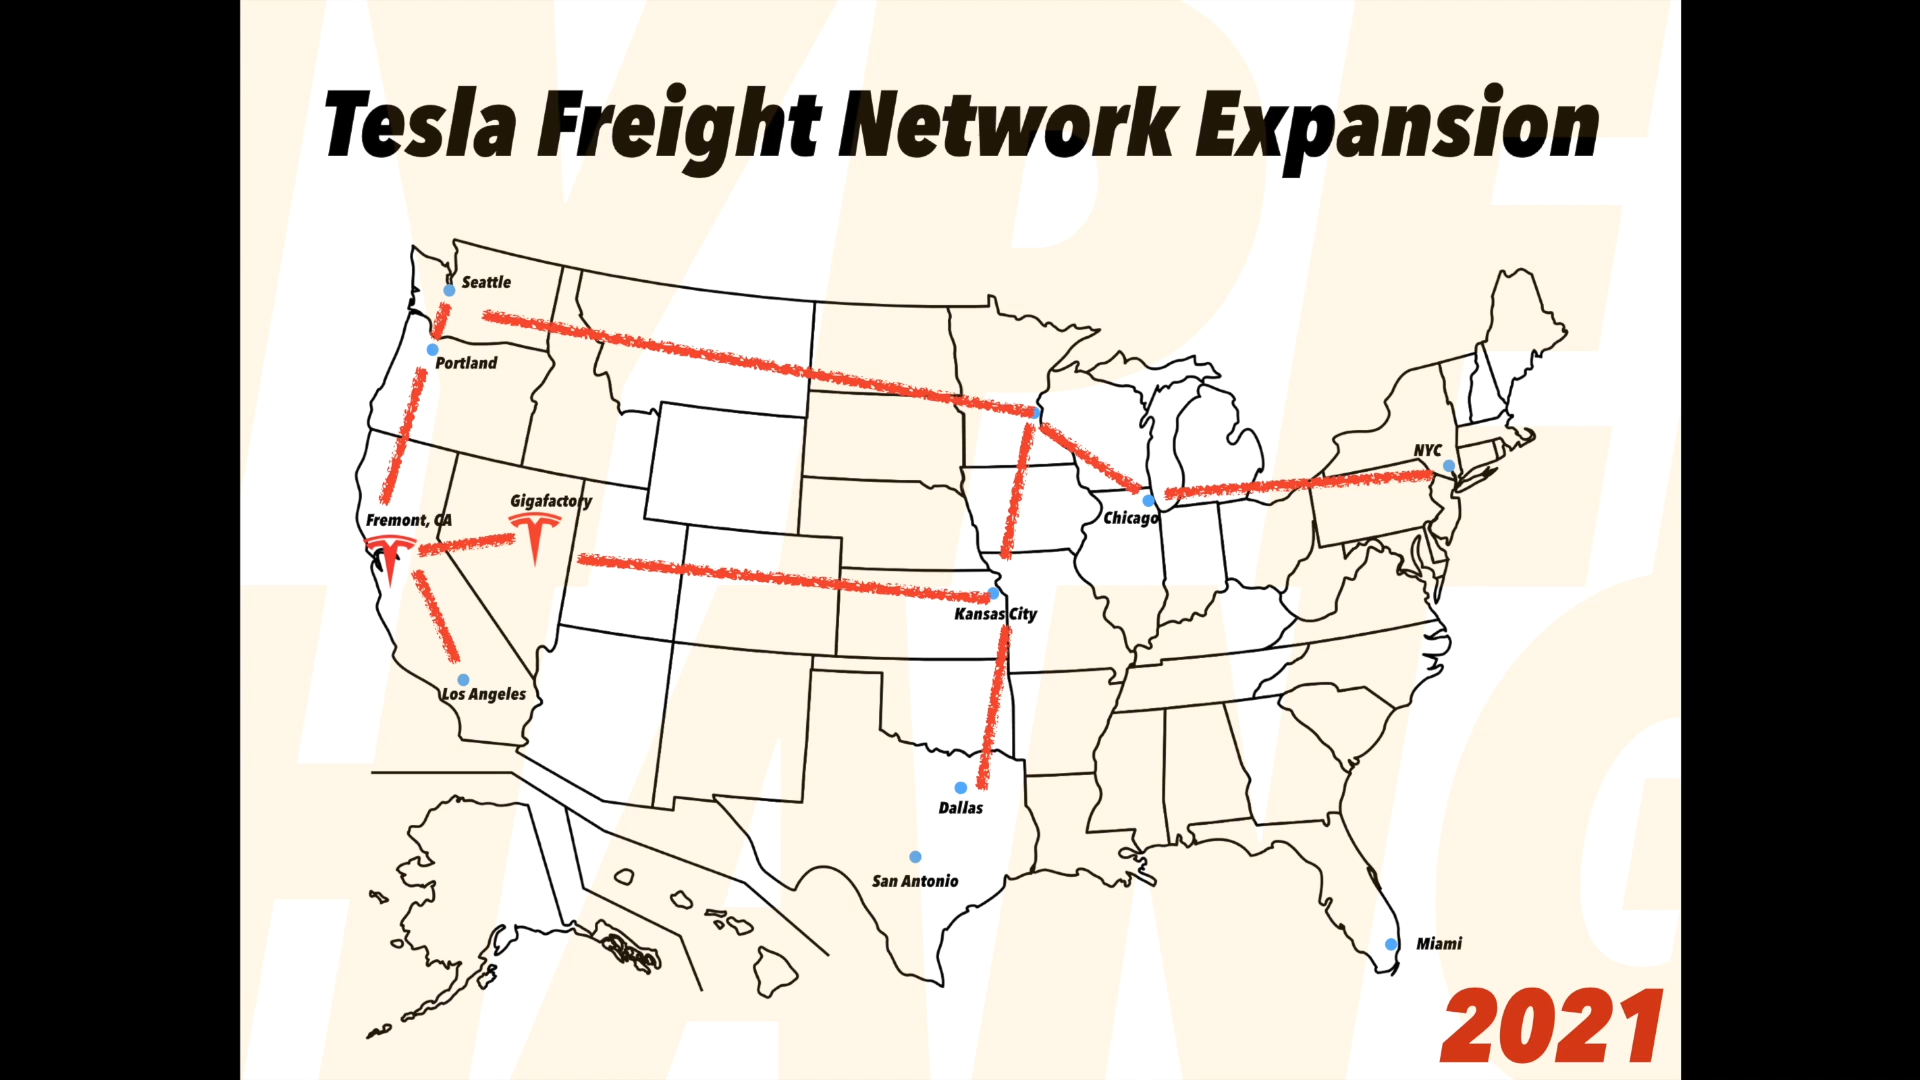 Tesla Freight Network Expansion
Seattle
Portland
NYC
Gigafactory
Fremont, CA
Chicago
Kansas City
Los Angeles
Dallas
San Antonio
Miami
2021